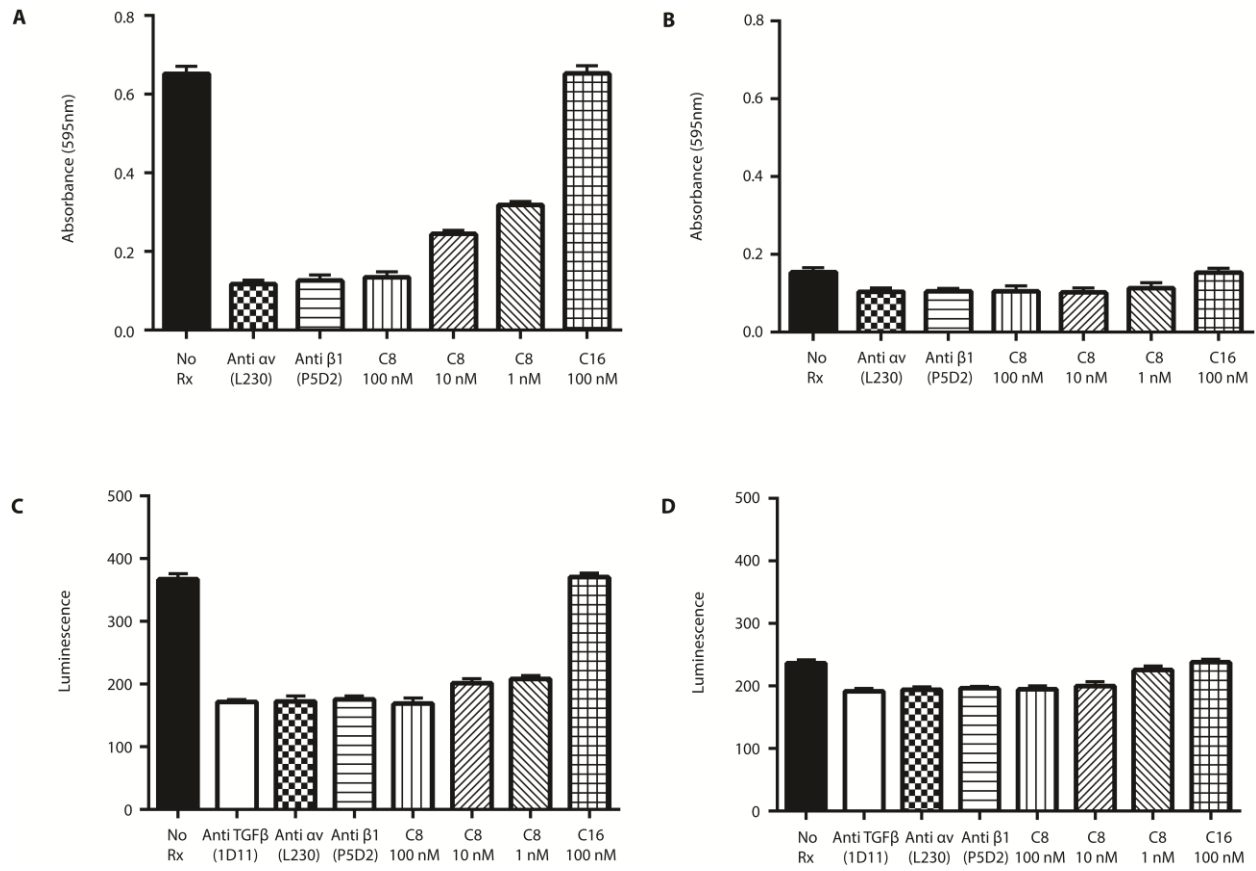 A
Absorbance (595nm)
0.8
0.6
0.4
0.2
0.0
No Rx
Anti αv (L230)
Anti β1 (P5D2)
C8 100 nM
C8 10 nM
C8 1 nM
C16 100 nM
B
Absorbance (595nm)
0.8
0.6
0.4
0.2
0.0
No Rx
Anti αv (L230)
Anti β1 (P5D2)
C8 100 nM
C8 10 nM
C8 1 nM
C16 100 nM
C
Luminescence
500
400
300
200
100
0
No Rx
Anti TGFβ (1D11)
Anti αv (L230)
Anti β1 (P5D2)
C8 100 nM
C8 10 nM
C8 1 nM
C16 100 nM
D
Luminescence
500
400
300
200
100
0
No Rx
Anti TGFβ (1D11)
Anti αv (L230)
Anti β1 (P5D2)
C8 100 nM
C8 10 nM
C8 1 nM
C16 100 nM